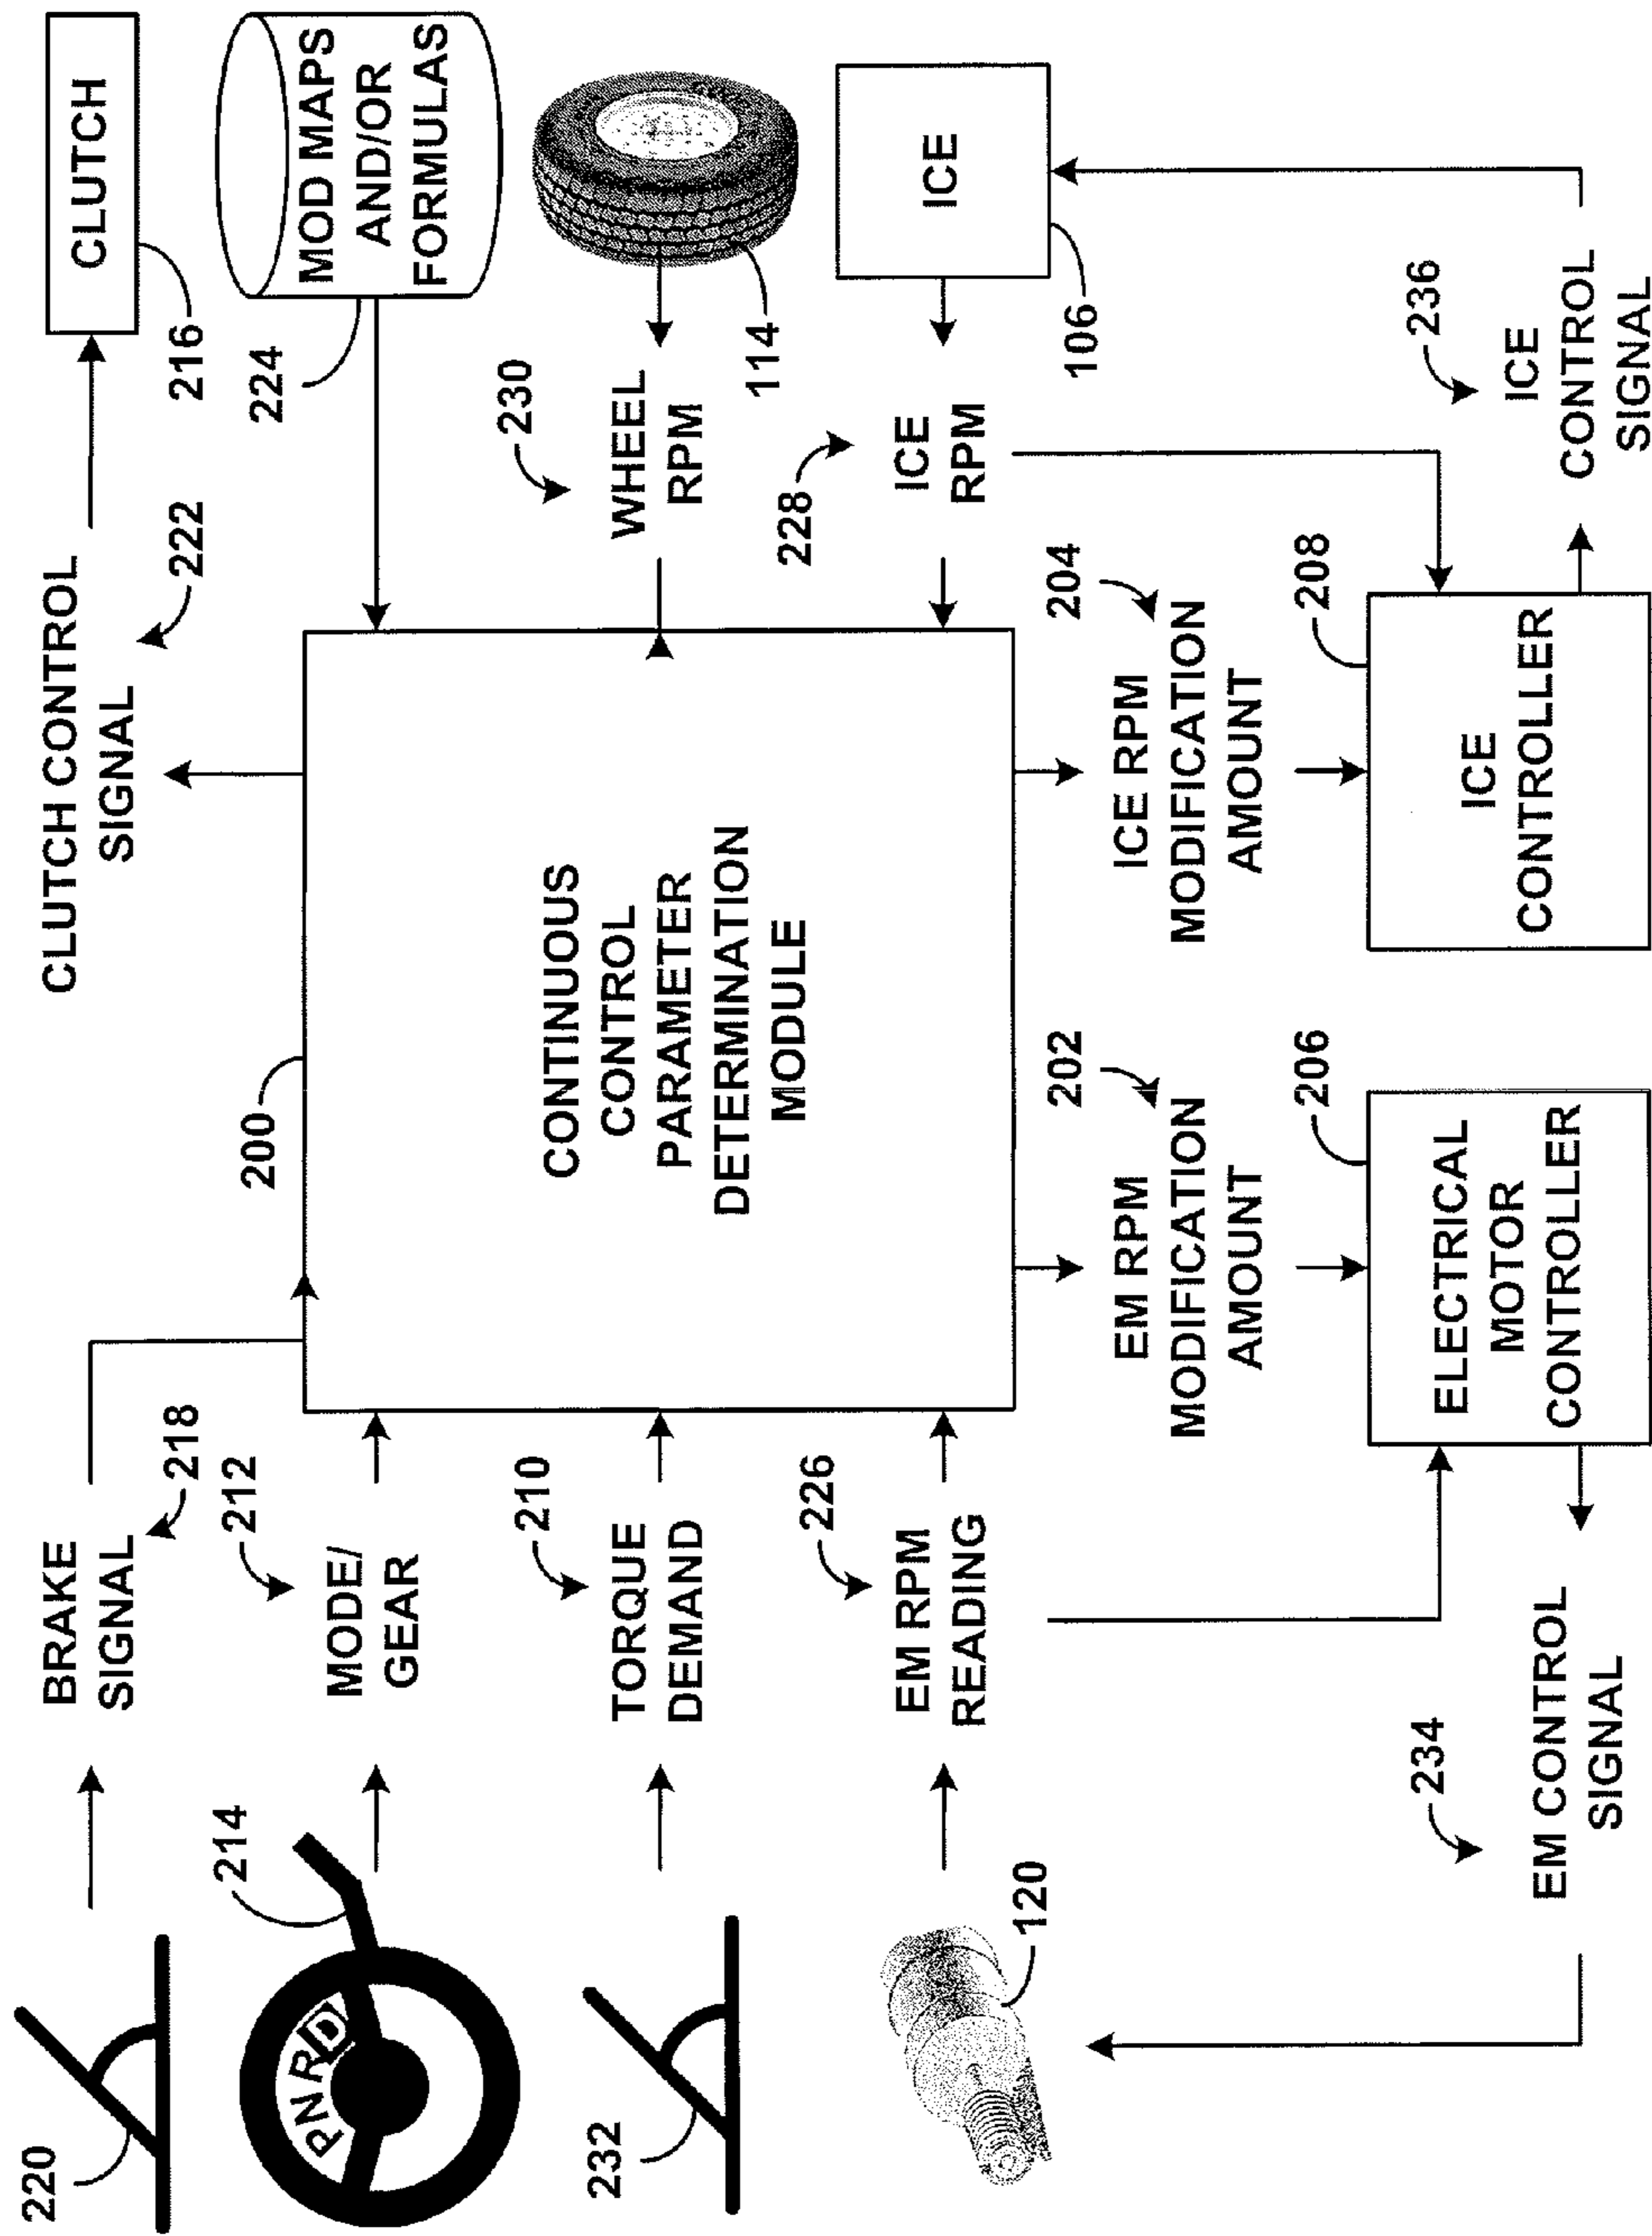 220
BRAKE
SIGNAL
218
CLUTCH CONTROL
SIGNAL
222
CLUTCH
216
P N R D
214
MODE/
GEAR
212
200
CONTINUOUS
CONTROL
PARAMETER
DETERMINATION
MODULE
224
MOD MAPS
AND/OR
FORMULAS
232
TORQUE
DEMAND
210
230
WHEEL
RPM
114
120
EM RPM
READING
226
228
ICE
RPM
ICE
106
202
EM RPM
MODIFICATION
AMOUNT
204
ICE RPM
MODIFICATION
AMOUNT
234
EM CONTROL
SIGNAL
206
ELECTRICAL
MOTOR
CONTROLLER
208
ICE
CONTROLLER
236
ICE
CONTROL
SIGNAL